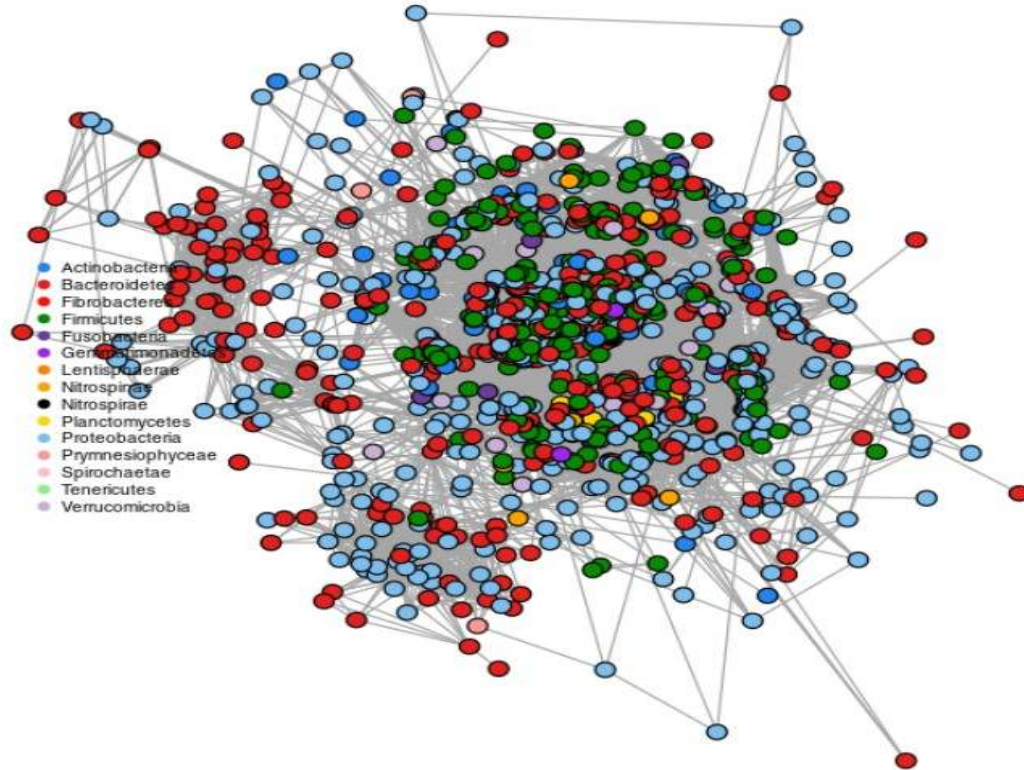 Actinobacteria
Bacteroidetes
Fibrobacteres
Firmicutes
Fusobacteria
Gemmatimonadetes
Lentisphaerae
Nitrospinae
Nitrospirae
Planctomycetes
Proteobacteria
Prymnesiophyceae
Spirochaetae
Tenericutes
Verrucomicrobia